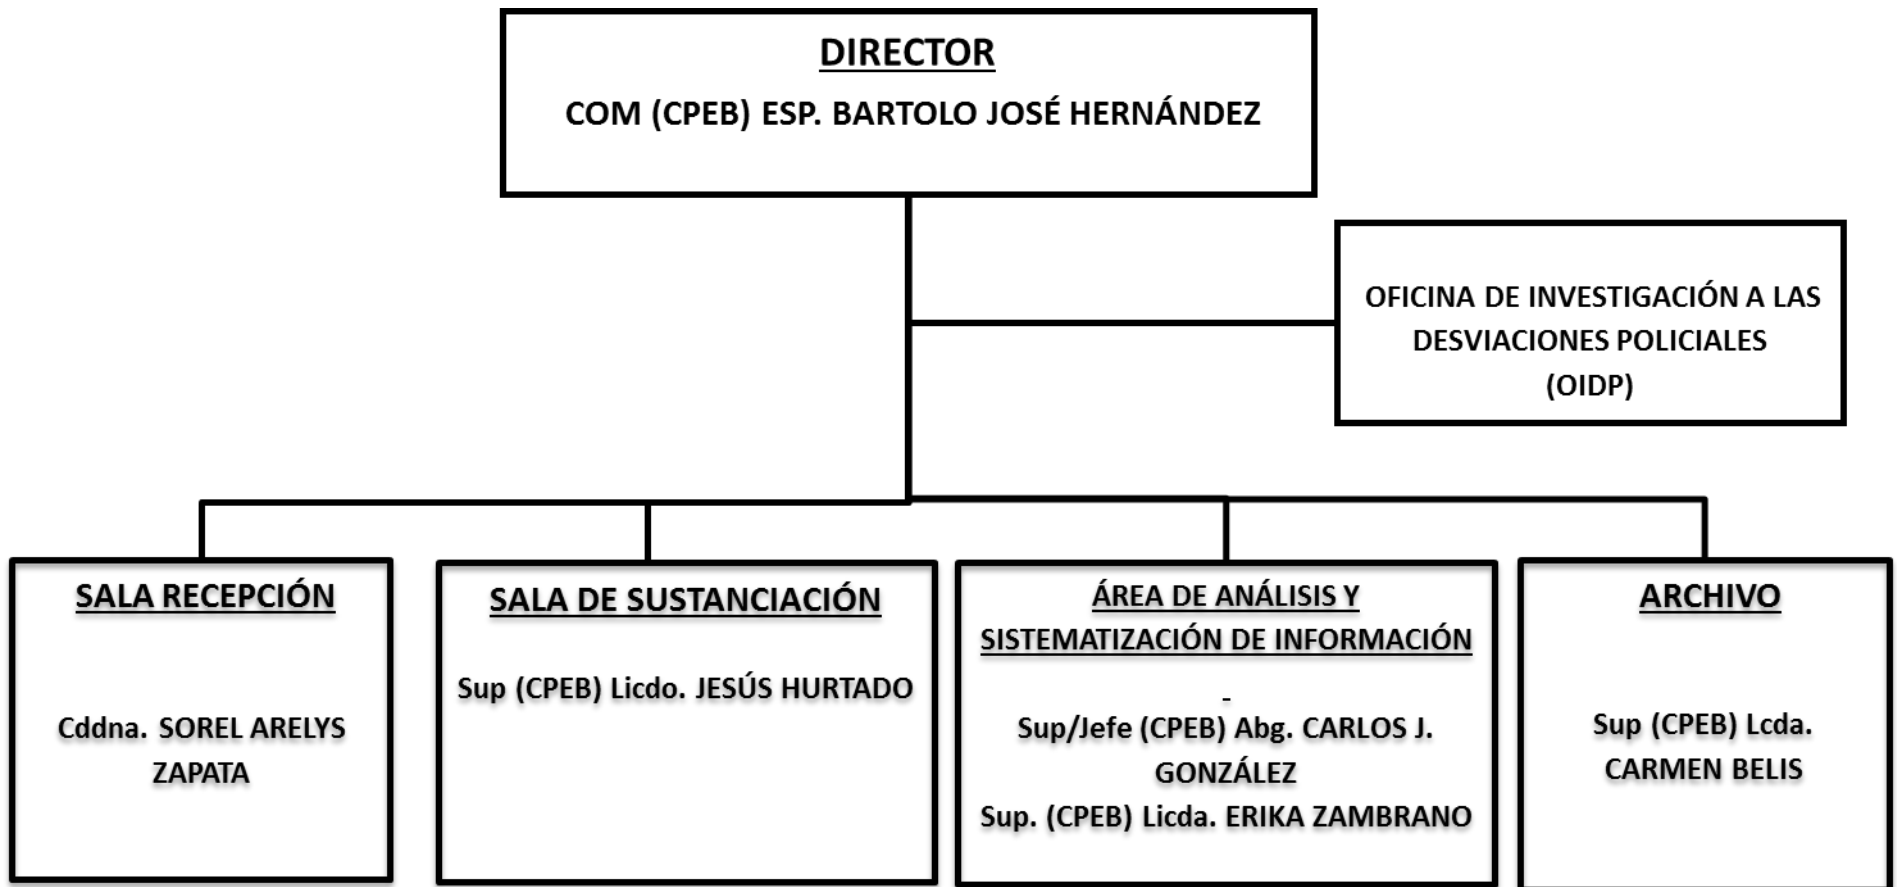 DIRECTOR
COM (CPEB) ESP. BARTOLO JOSÉ HERNÁNDEZ
OFICINA DE INVESTIGACIÓN A LAS
DESVIACIONES POLICIALES
(OIDP)
SALA RECEPCIÓN
Cddna. SOREL ARELYS
ZAPATA
SALA DE SUSTANCIACIÓN
Sup (CPEB) Licdo. JESÚS HURTADO
ÁREA DE ANÁLISIS Y
SISTEMATIZACIÓN DE INFORMACIÓN
-
Sup/Jefe (CPEB) Abg. CARLOS J.
GONZÁLEZ
Sup. (CPEB) Licda. ERIKA ZAMBRANO
ARCHIVO
Sup (CPEB) Lcda.
CARMEN BELIS